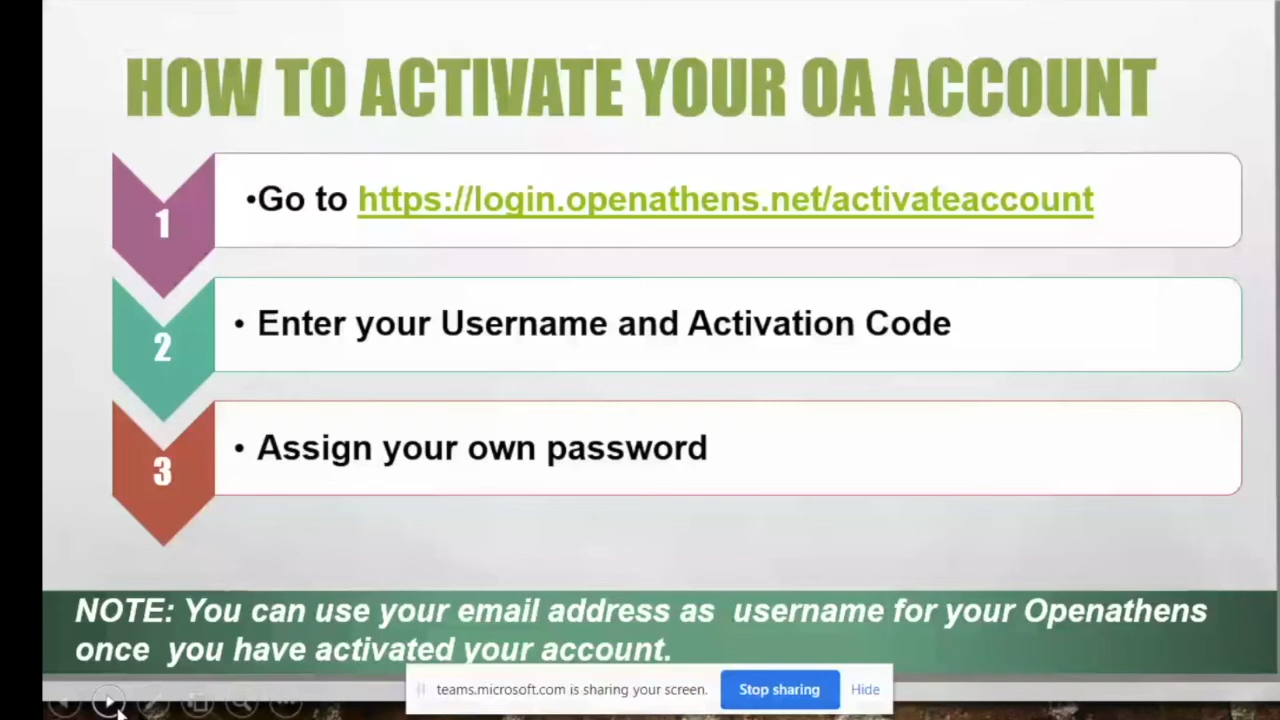 HOW TO ACTIVATE YOUR OA ACCOUNT
1
•Go to https://login.openathens.net/activateaccount
2
• Enter your Username and Activation Code
3
• Assign your own password
NOTE: You can use your email address as username for your Openathens
once you have activated your account.
teams.microsoft.com is sharing your screen. Stop sharing Hide